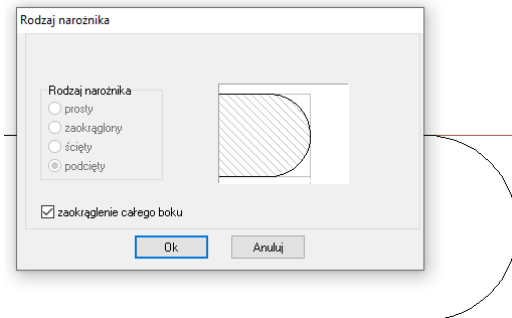 Rodzaj narożnika
Rodzaj narożnika
prosty
zaokrąglony
ścięty
podcięty
zaokrąglenie całego boku
Ok
Anuluj